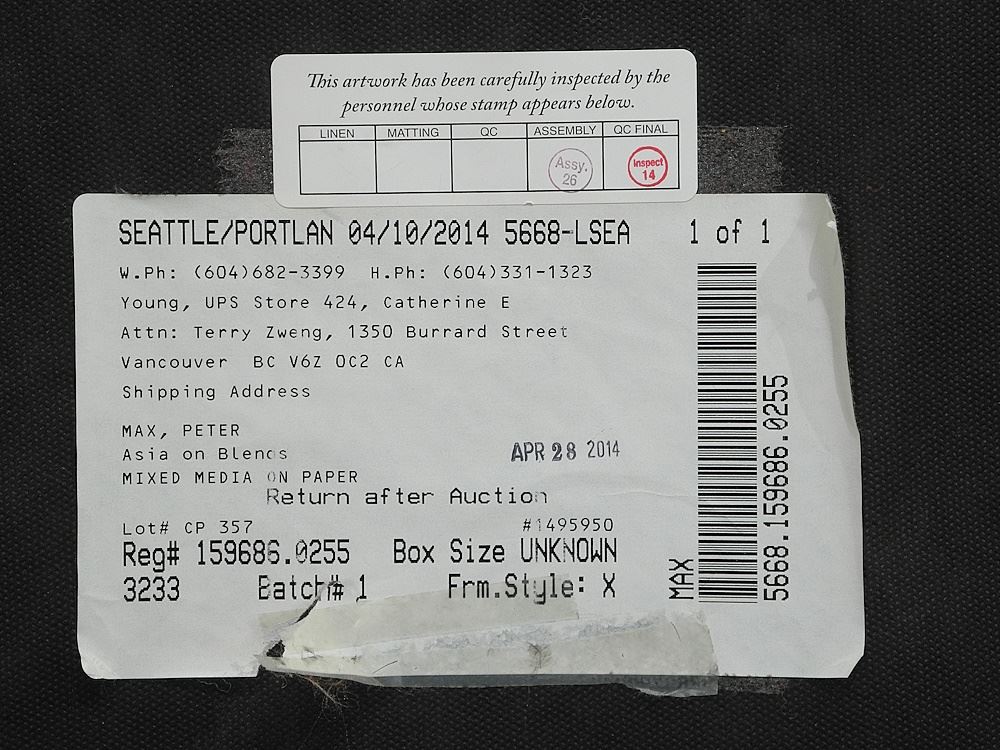 This artwork has been carefully inspected by the
personnel whose stamp appears below.
LINEN MATTING QC ASSEMBLY QC FINAL
Assy. 26
Inspect 14
SEATTLE/PORTLAN 04/10/2014 5668-LSEA 1 of 1
W.Ph: (604)682-3399 H.Ph: (604)331-1323
Young, UPS Store 424, Catherine E
Attn: Terry Zweng, 1350 Burrard Street
Vancouver BC V6Z 0C2 CA
Shipping Address
MAX, PETER
Asia on Blends
APR 28 2014
MIXED MEDIA ON PAPER
Return after Auction
Lot# CP 357 #1495950
Reg# 159686.0255 Box Size UNKNOWN
3233 Batch# 1 Frm.Style: X
MAX
5668.159686.0255